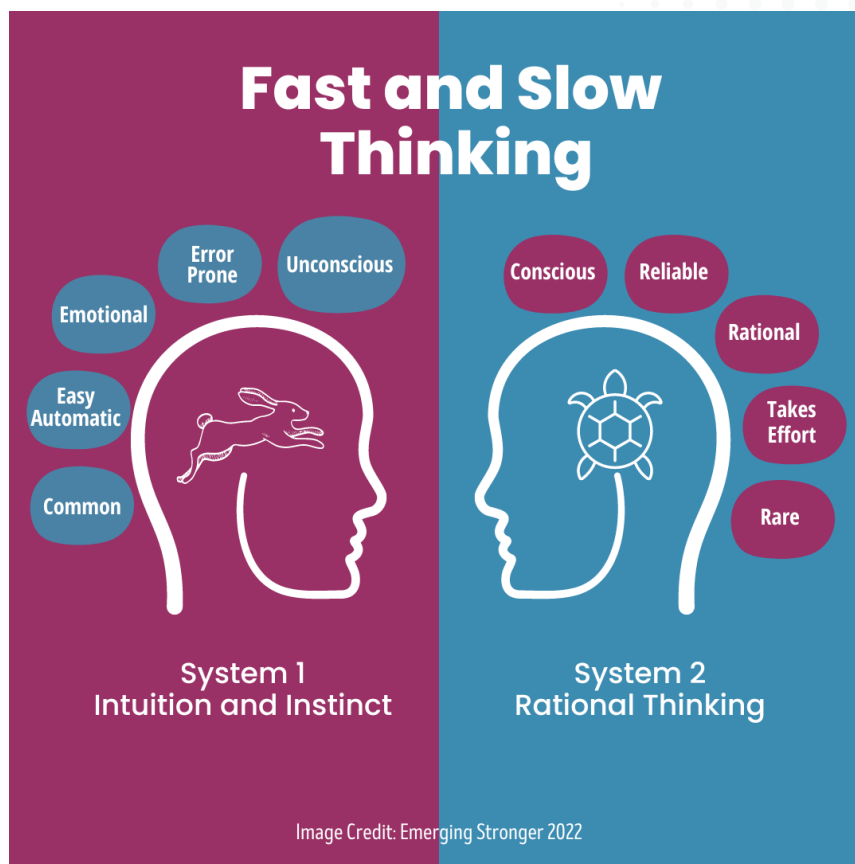 Fast and Slow
Thinking
Unconscious
Error
Prone
Emotional
Easy
Automatic
Common
Conscious
Reliable
Rational
Takes
Effort
Rare
System 1
Intuition and Instinct
System 2
Rational Thinking
Image Credit: Emerging Stronger 2022